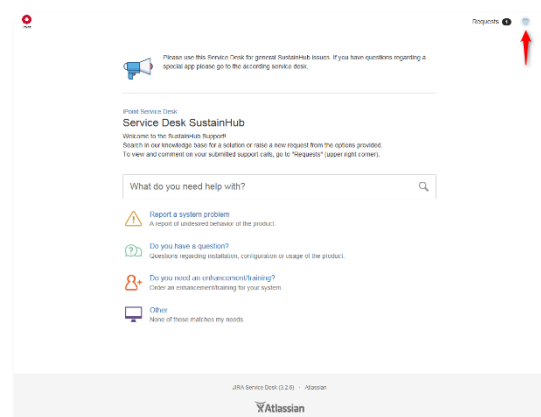 Requests 1
Please use this Service Desk for general SustainHub issues. If you have questions regarding a
special app please go to the according service desk.
iPoint Service Desk
Service Desk SustainHub
Welcome to the SustainHub Support!
Search in our knowledge base for a solution or raise a new request from the options provided.
To view and comment on your submitted support calls, go to "Requests" (upper right corner).
What do you need help with?
Report a system problem
A report of undesired behavior of the product.
Do you have a question?
Questions regarding installation, configuration or usage of the product.
Do you need an enhancement/training?
Order an enhancement/training for your system.
Other
None of these matches my needs.
JIRA Service Desk (3.2.6) · Atlassian
Atlassian